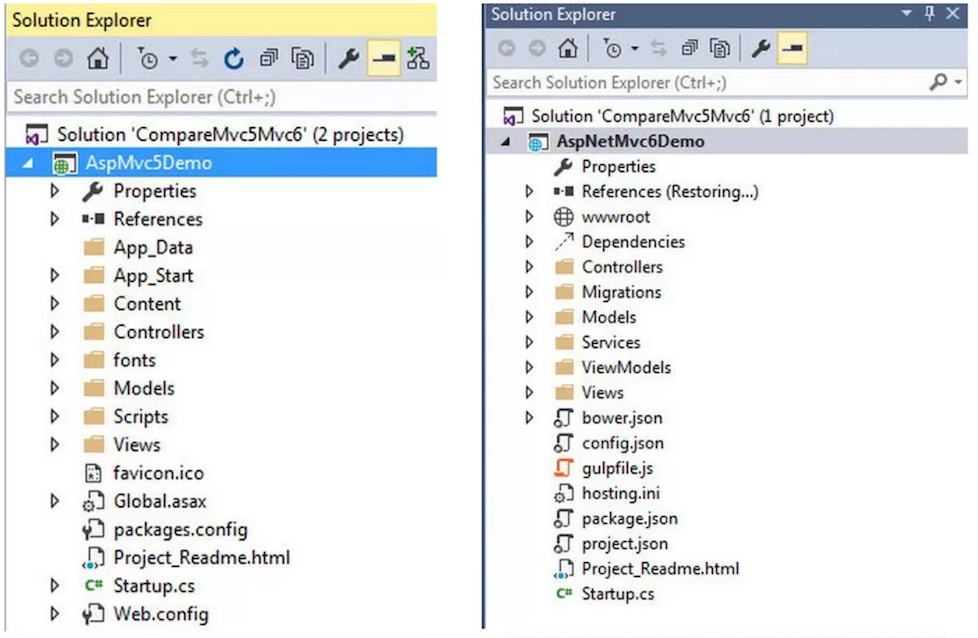 Solution Explorer
Search Solution Explorer (Ctrl+;)
Solution 'CompareMvc5Mvc6' (2 projects)
AspMvc5Demo
Properties
References
App_Data
App_Start
Content
Controllers
fonts
Models
Scripts
Views
favicon.ico
Global.asax
packages.config
Project_Readme.html
C# Startup.cs
Web.config
Solution Explorer
Search Solution Explorer (Ctrl+;)
Solution 'CompareMvc5Mvc6' (1 project)
AspNetMvc6Demo
Properties
References (Restoring...)
wwwroot
Dependencies
Controllers
Migrations
Models
Services
ViewModels
Views
bower.json
config.json
gulpfile.js
hosting.ini
package.json
project.json
Project_Readme.html
C# Startup.cs